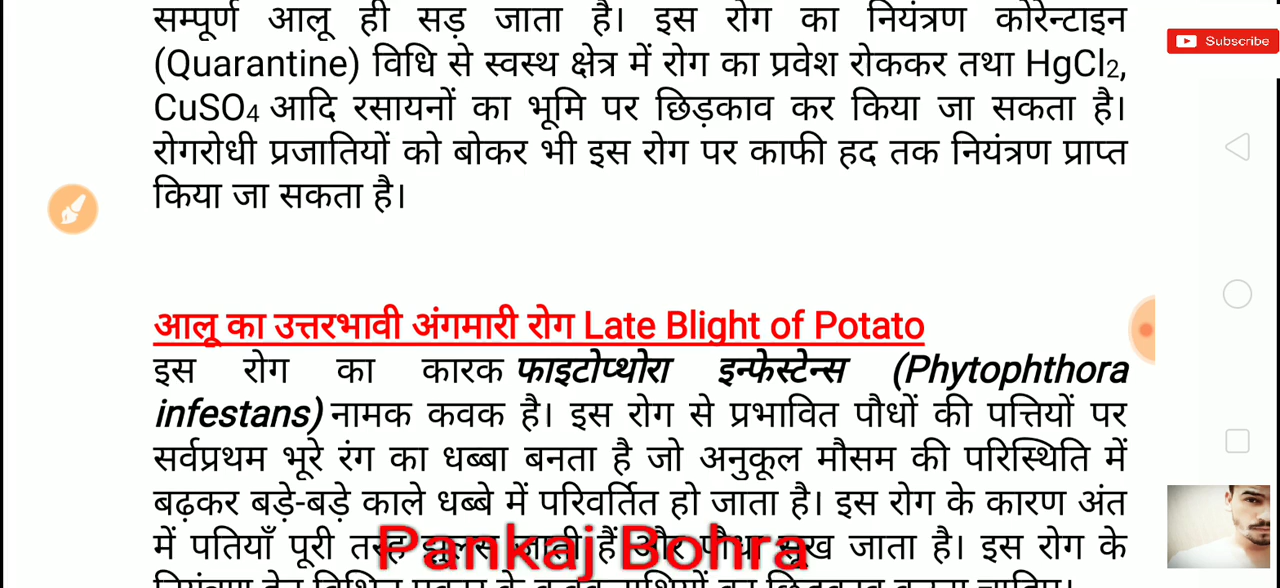 सम्पूर्ण आलू ही सड़ जाता है। इस रोग का नियंत्रण कोरेन्टाइन
(Quarantine) विधि से स्वस्थ क्षेत्र में रोग का प्रवेश रोककर तथा HgCl2,
CuSO4 आदि रसायनों का भूमि पर छिड़काव कर किया जा सकता है।
रोगरोधी प्रजातियों को बोकर भी इस रोग पर काफी हद तक नियंत्रण प्राप्त
किया जा सकता है।
Subscribe
आलू का उत्तरभावी अंगमारी रोग Late Blight of Potato
इस रोग का कारक फाइटोप्थोरा इन्फेस्टेन्स (Phytophthora
infestans) नामक कवक है। इस रोग से प्रभावित पौधों की पत्तियों पर
सर्वप्रथम भूरे रंग का धब्बा बनता है जो अनुकूल मौसम की परिस्थिति में
बढ़कर बड़े-बड़े काले धब्बे में परिवर्तित हो जाता है। इस रोग के कारण अंत
में पतियाँ पूरी तरह झुलस जाती हैं और पौधा सूख जाता है। इस रोग के
Pankaj Bohra